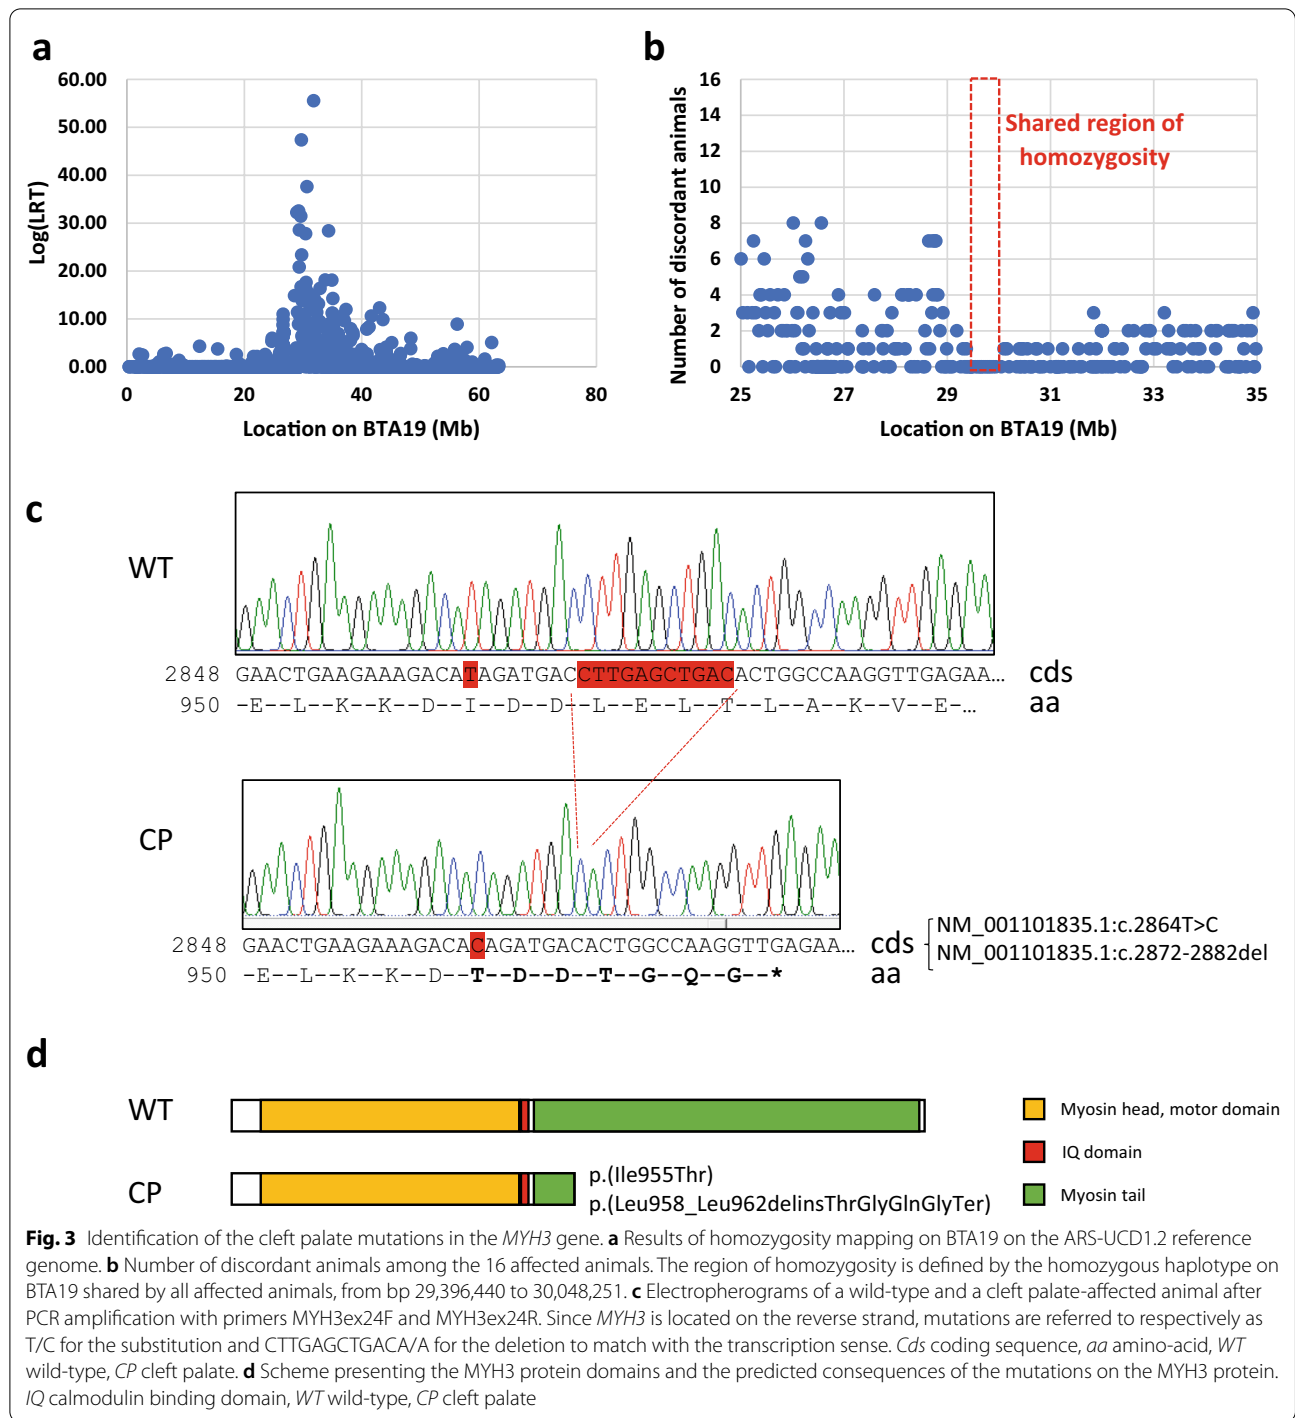 a
60.00
50.00
40.00
30.00
20.00
10.00
0.00
Log(LRT)
0 20 40 60 80
Location on BTA19 (Mb)
b
16
14
12
10
8
6
4
2
0
Number of discordant animals
Shared region of
homozygosity
25 27 29 31 33 35
Location on BTA19 (Mb)
c
WT
2848 GAACTGAAGAAAGACATAGATGACCTTGAGCTGACACTGGCCAAGGTTGAGAA... cds
950 -E--L--K--K--D--I--D--D--L--E--L--T--L--A--K--V--E-... aa
CP
2848 GAACTGAAGAAAGACACAGATGACACTGGCCAAGGTTGAGAA... cds
950 -E--L--K--K--D--T--D--D--T--G--Q--G--* aa
NM_001101835.1:c.2864T>C
NM_001101835.1:c.2872-2882del
d
WT
CP
p.(Ile955Thr)
p.(Leu958_Leu962delinsThrGlyGlnGlyTer)
Myosin head, motor domain
IQ domain
Myosin tail
Fig. 3 Identification of the cleft palate mutations in the MYH3 gene. a Results of homozygosity mapping on BTA19 on the ARS-UCD1.2 reference
genome. b Number of discordant animals among the 16 affected animals. The region of homozygosity is defined by the homozygous haplotype on
BTA19 shared by all affected animals, from bp 29,396,440 to 30,048,251. c Electropherograms of a wild-type and a cleft palate-affected animal after
PCR amplification with primers MYH3ex24F and MYH3ex24R. Since MYH3 is located on the reverse strand, mutations are referred to respectively as
T/C for the substitution and CTTGAGCTGACA/A for the deletion to match with the transcription sense. Cds coding sequence, aa amino-acid, WT
wild-type, CP cleft palate. d Scheme presenting the MYH3 protein domains and the predicted consequences of the mutations on the MYH3 protein.
IQ calmodulin binding domain, WT wild-type, CP cleft palate